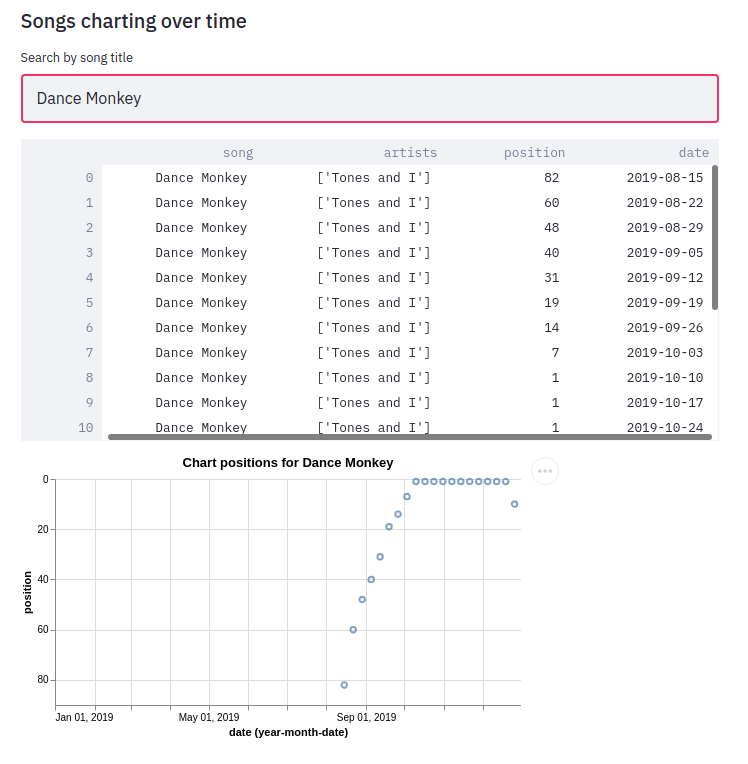 Songs charting over time
Search by song title
Dance Monkey
song artists position date
0 Dance Monkey ['Tones and I'] 82 2019-08-15
1 Dance Monkey ['Tones and I'] 60 2019-08-22
2 Dance Monkey ['Tones and I'] 48 2019-08-29
3 Dance Monkey ['Tones and I'] 40 2019-09-05
4 Dance Monkey ['Tones and I'] 31 2019-09-12
5 Dance Monkey ['Tones and I'] 19 2019-09-19
6 Dance Monkey ['Tones and I'] 14 2019-09-26
7 Dance Monkey ['Tones and I'] 7 2019-10-03
8 Dance Monkey ['Tones and I'] 1 2019-10-10
9 Dance Monkey ['Tones and I'] 1 2019-10-17
10 Dance Monkey ['Tones and I'] 1 2019-10-24
Chart positions for Dance Monkey
0
20
40
60
80
position
Jan 01, 2019 May 01, 2019 Sep 01, 2019
date (year-month-date)